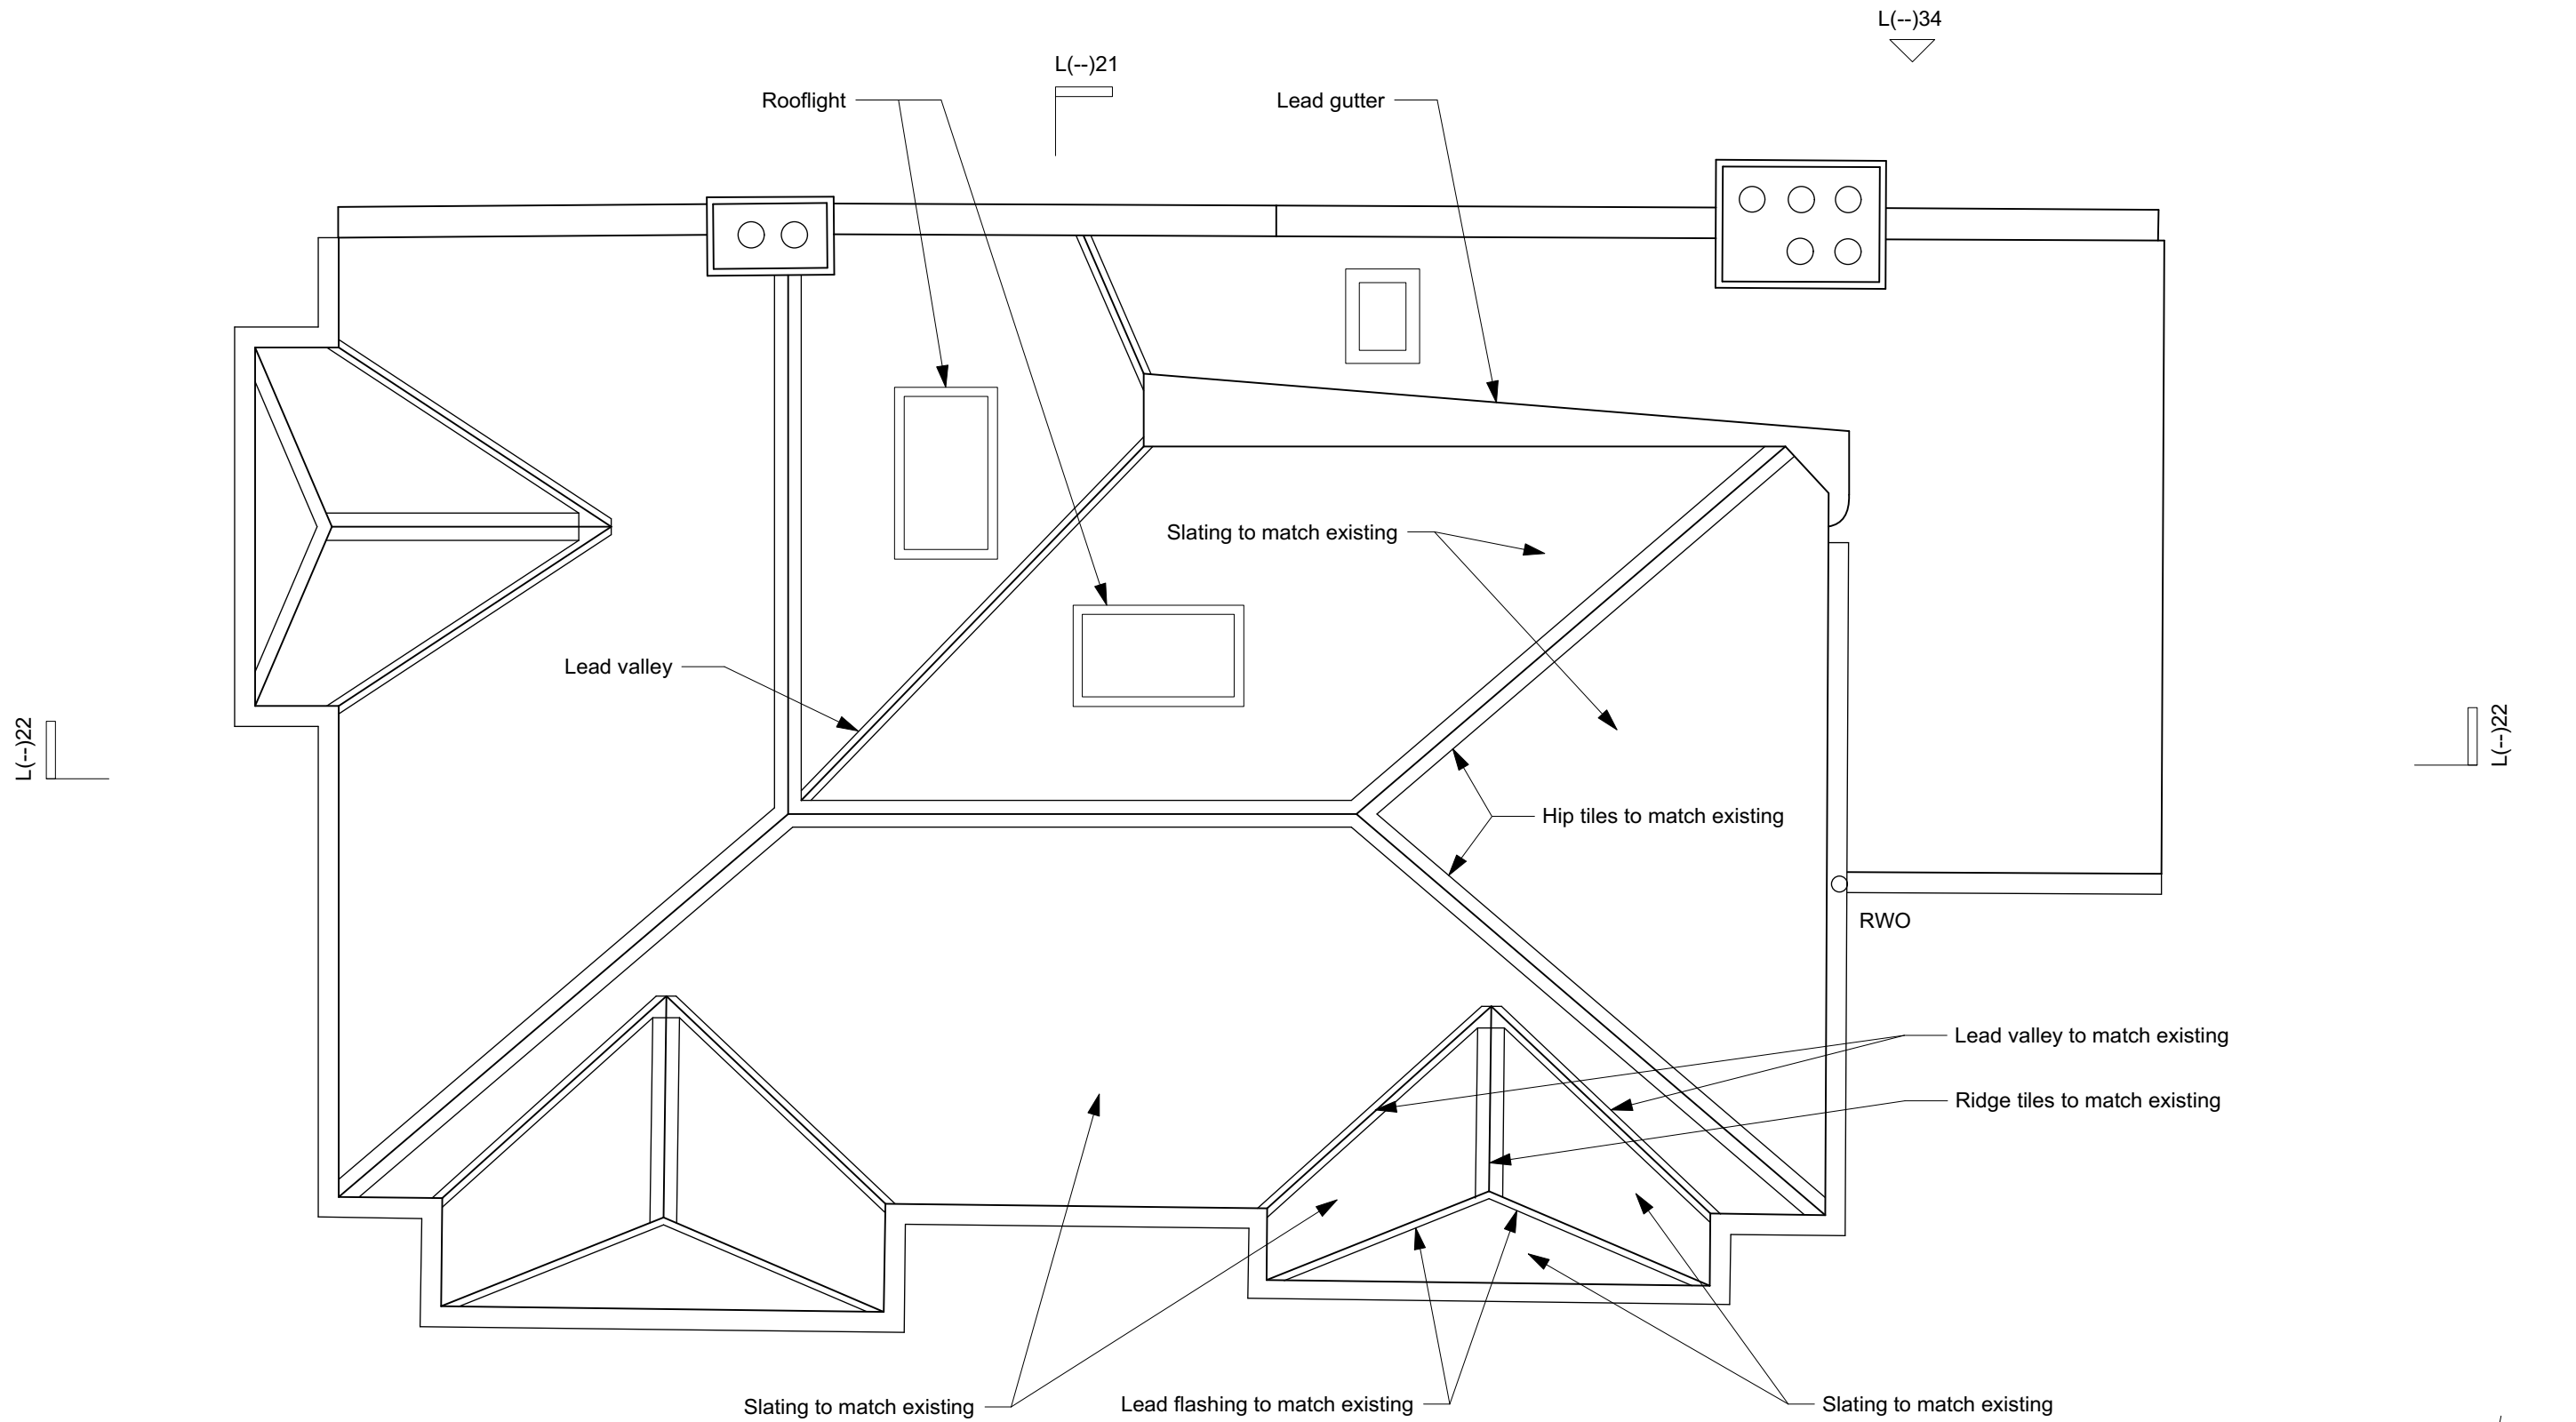 L(--)34
L(--)21
Rooflight
Lead gutter
Slating to match existing
Lead valley
L(--)22
L(--)22
Hip tiles to match existing
RWO
Lead valley to match existing
Ridge tiles to match existing
Slating to match existing
Lead flashing to match existing
Slating to match existing